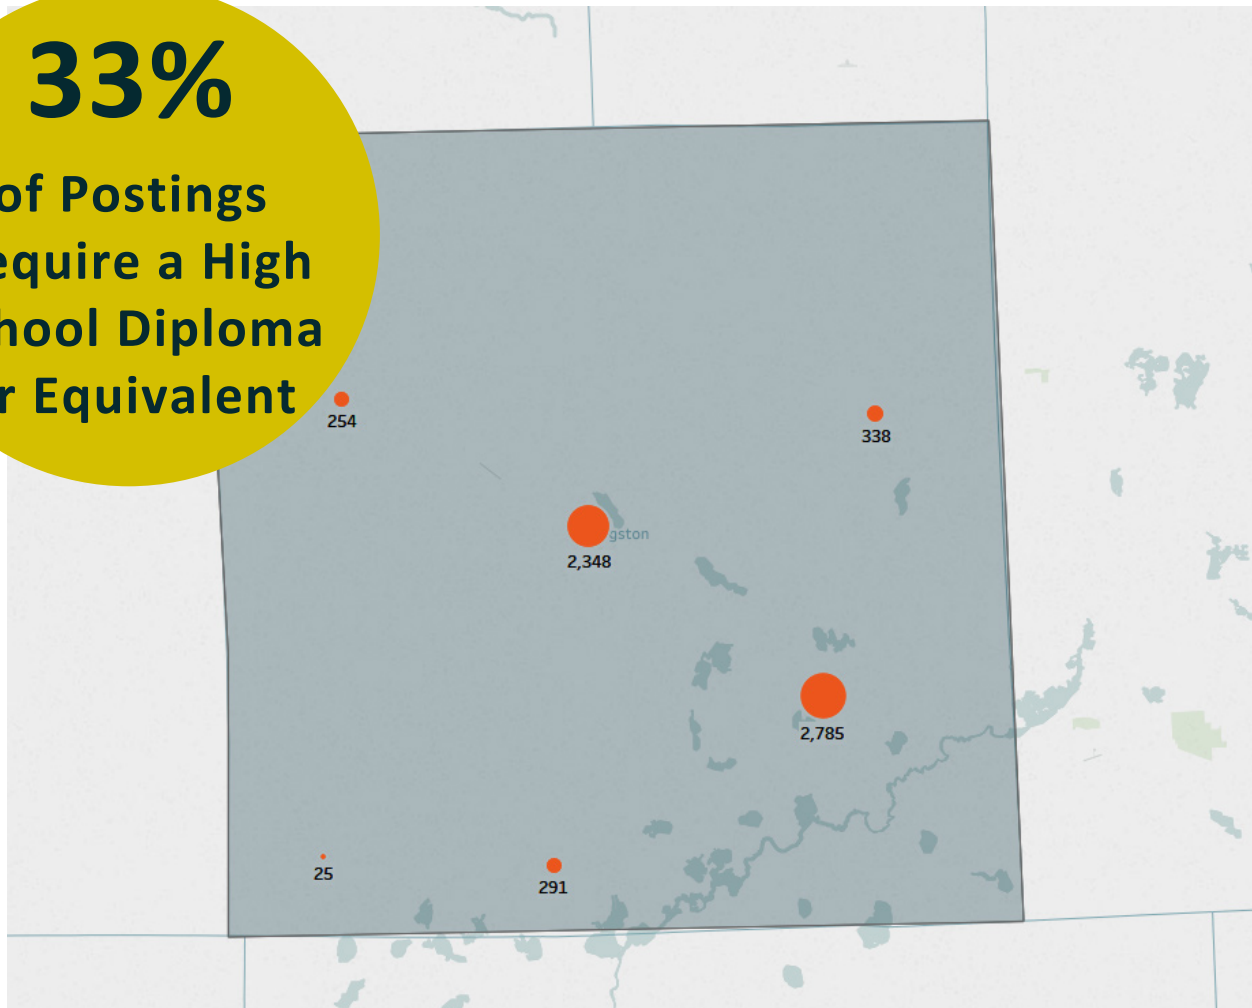 33%
of Postings
equire a High
hool Diploma
r Equivalent
254
338
gston
2,348
2,785
25
291